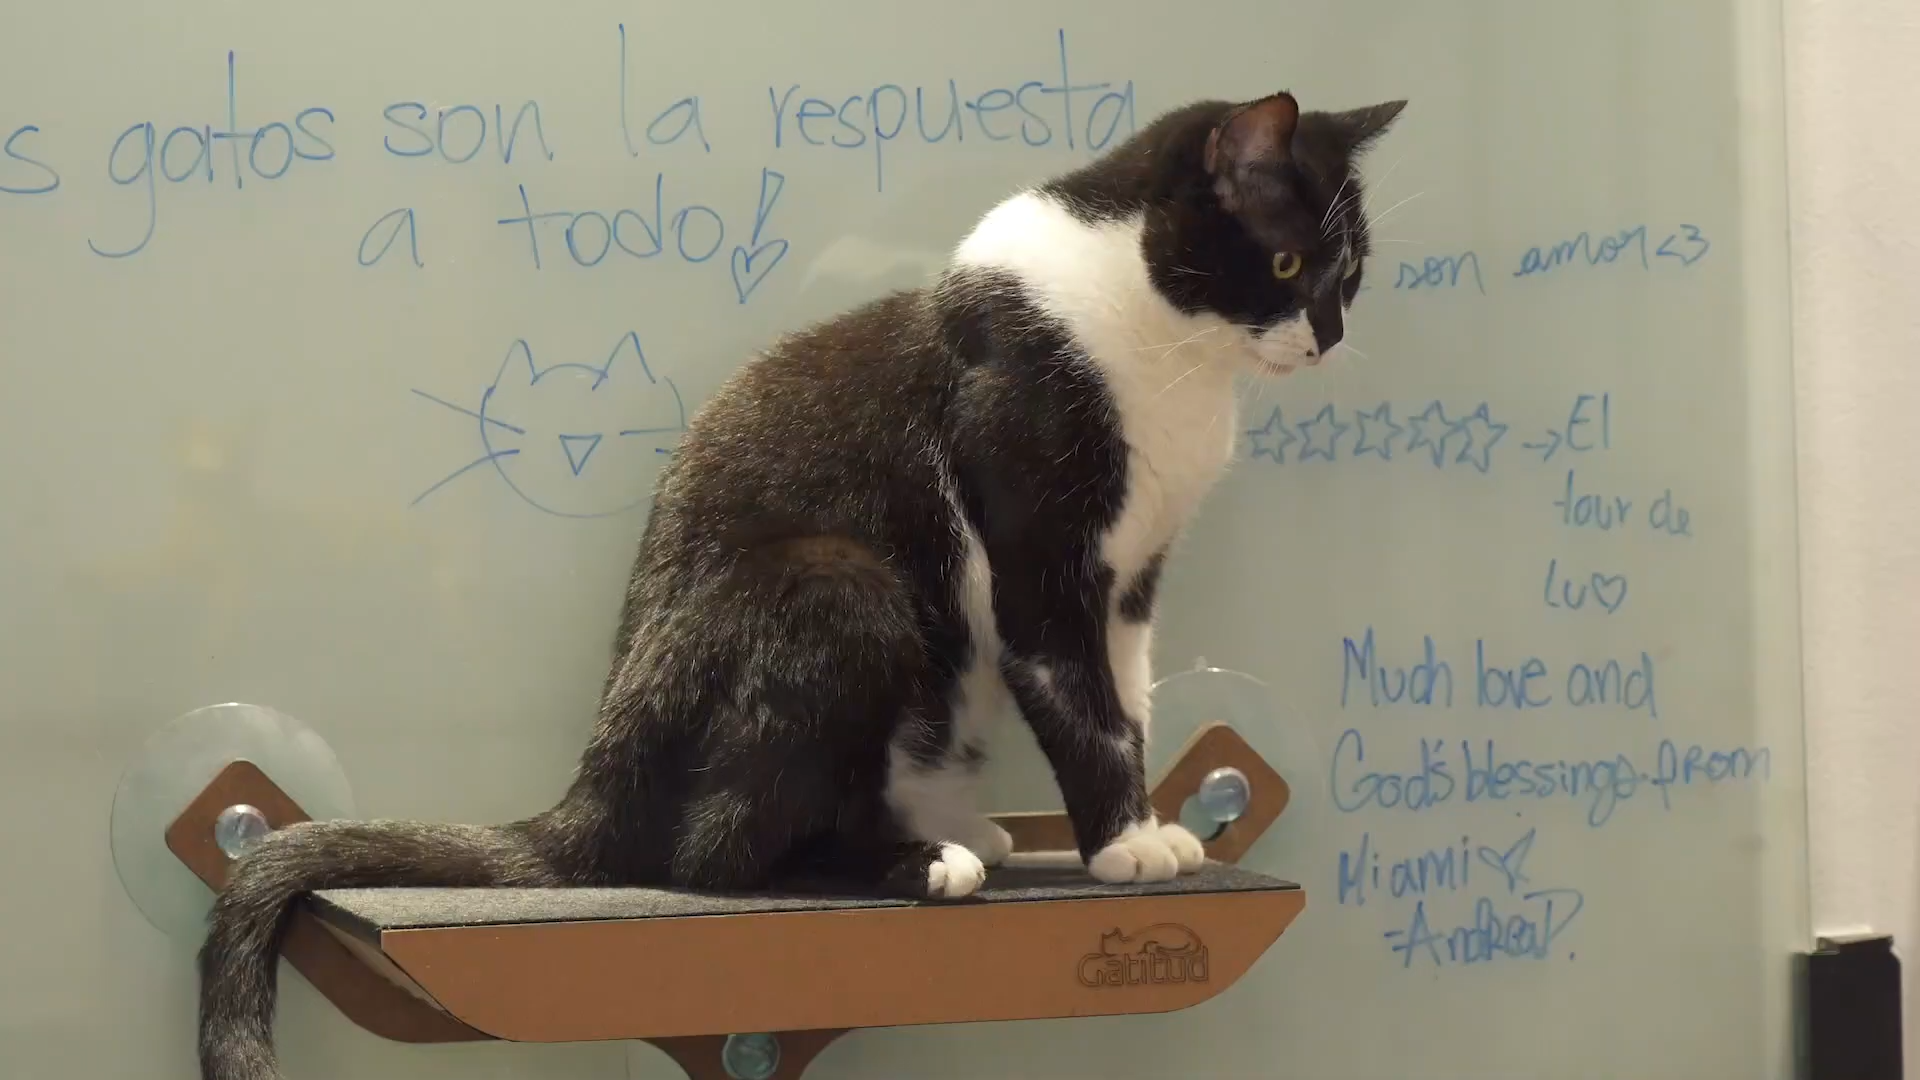 s gatos son la respuesta
a todo!
son amor<3
→El
tour de
Lu♡
Much love and
God's blessings from
Miami
-Andrea P.
Gatitud